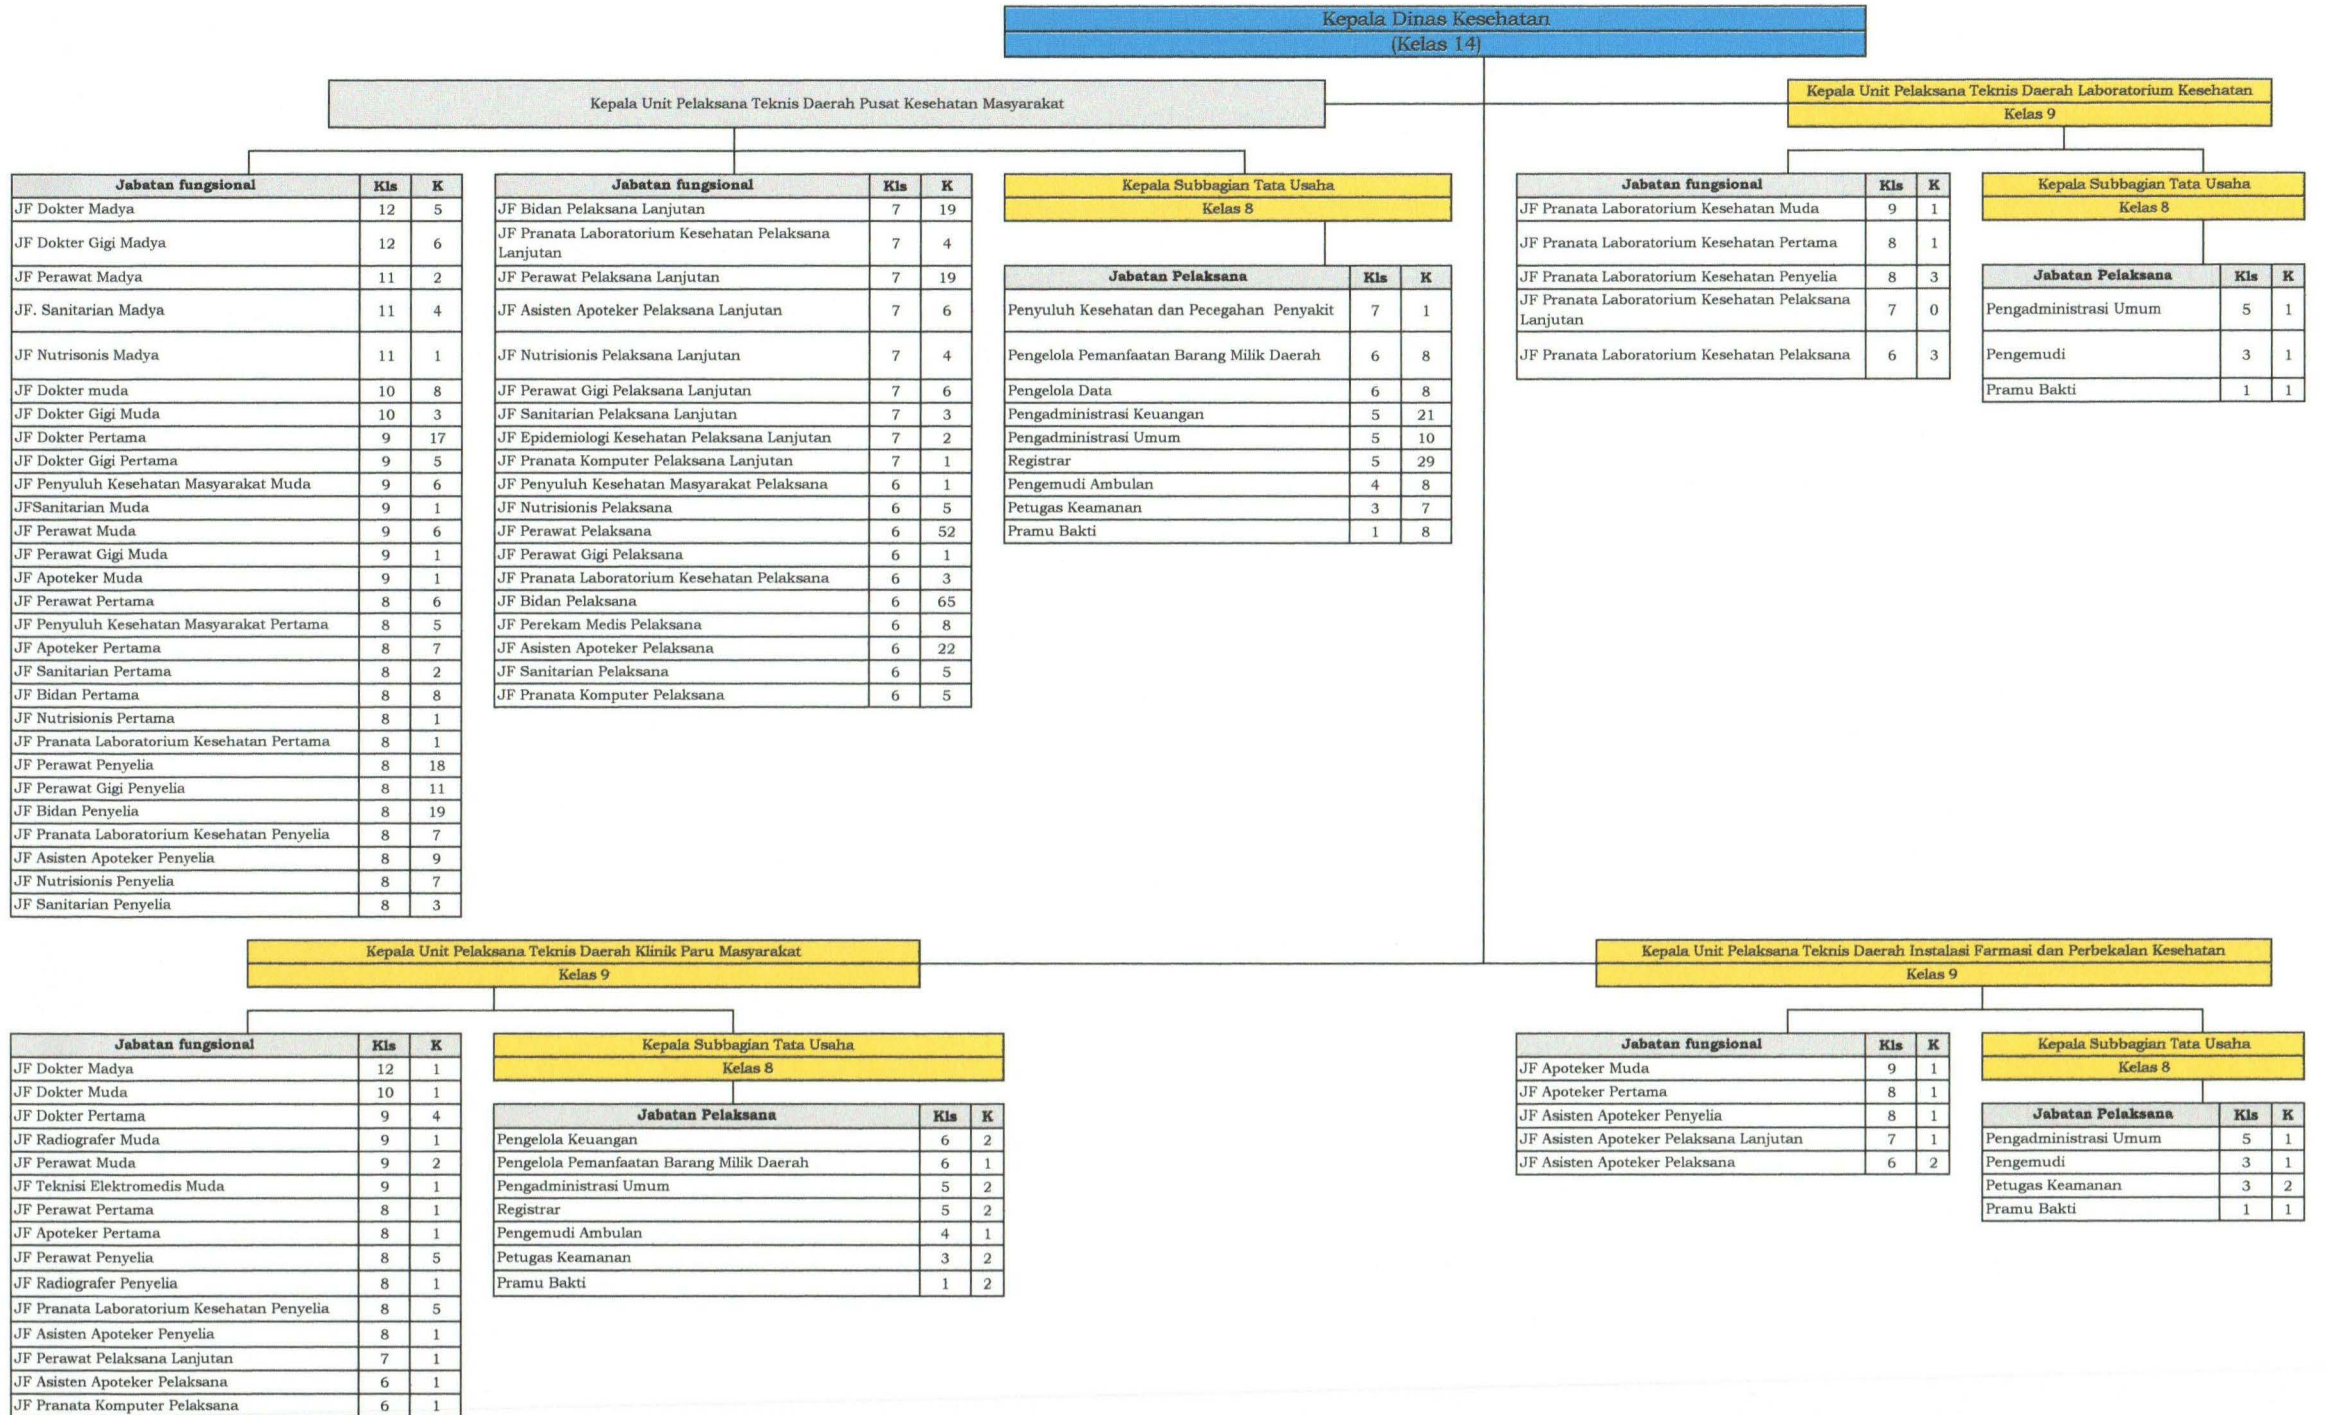 Kepala Dinas Kesehatan
(Kelas 14)
Kepala Unit Pelaksana Teknis Daerah Pusat Kesehatan Masyarakat
Kepala Unit Pelaksana Teknis Daerah Laboratorium Kesehatan
Kelas 9
Jabatan fungsional Kls K
JF Dokter Madya 12 5
JF Dokter Gigi Madya 12 6
JF Perawat Madya 11 2
JF. Sanitarian Madya 11 4
JF Nutrisonis Madya 11 1
JF Dokter muda 10 8
JF Dokter Gigi Muda 10 3
JF Dokter Pertama 9 17
JF Dokter Gigi Pertama 9 5
JF Penyuluh Kesehatan Masyarakat Muda 9 6
JFSanitarian Muda 9 1
JF Perawat Muda 9 6
JF Perawat Gigi Muda 9 1
JF Apoteker Muda 9 1
JF Perawat Pertama 8 6
JF Penyuluh Kesehatan Masyarakat Pertama 8 5
JF Apoteker Pertama 8 7
JF Sanitarian Pertama 8 2
JF Bidan Pertama 8 8
JF Nutrisionis Pertama 8 1
JF Pranata Laboratorium Kesehatan Pertama 8 1
JF Perawat Penyelia 8 18
JF Perawat Gigi Penyelia 8 11
JF Bidan Penyelia 8 19
JF Pranata Laboratorium Kesehatan Penyelia 8 7
JF Asisten Apoteker Penyelia 8 9
JF Nutrisionis Penyelia 8 7
JF Sanitarian Penyelia 8 3
Jabatan fungsional Kls K
JF Bidan Pelaksana Lanjutan 7 19
JF Pranata Laboratorium Kesehatan Pelaksana
Lanjutan 7 4
JF Perawat Pelaksana Lanjutan 7 19
JF Asisten Apoteker Pelaksana Lanjutan 7 6
JF Nutrisionis Pelaksana Lanjutan 7 4
JF Perawat Gigi Pelaksana Lanjutan 7 6
JF Sanitarian Pelaksana Lanjutan 7 3
JF Epidemiologi Kesehatan Pelaksana Lanjutan 7 2
JF Pranata Komputer Pelaksana Lanjutan 7 1
JF Penyuluh Kesehatan Masyarakat Pelaksana 6 1
JF Nutrisionis Pelaksana 6 5
JF Perawat Pelaksana 6 52
JF Perawat Gigi Pelaksana 6 1
JF Pranata Laboratorium Kesehatan Pelaksana 6 3
JF Bidan Pelaksana 6 65
JF Perekam Medis Pelaksana 6 8
JF Asisten Apoteker Pelaksana 6 22
JF Sanitarian Pelaksana 6 5
JF Pranata Komputer Pelaksana 6 5
Kepala Subbagian Tata Usaha
Kelas 8
Jabatan Pelaksana Kls K
Penyuluh Kesehatan dan Pecegahan Penyakit 7 1
Pengelola Pemanfaatan Barang Milik Daerah 6 8
Pengelola Data 6 8
Pengadministrasi Keuangan 5 21
Pengadministrasi Umum 5 10
Registrar 5 29
Pengemudi Ambulan 4 8
Petugas Keamanan 3 7
Pramu Bakti 1 8
Jabatan fungsional Kls K
JF Pranata Laboratorium Kesehatan Muda 9 1
JF Pranata Laboratorium Kesehatan Pertama 8 1
JF Pranata Laboratorium Kesehatan Penyelia 8 3
JF Pranata Laboratorium Kesehatan Pelaksana
Lanjutan 7 0
JF Pranata Laboratorium Kesehatan Pelaksana 6 3
Kepala Subbagian Tata Usaha
Kelas 8
Jabatan Pelaksana Kls K
Pengadministrasi Umum 5 1
Pengemudi 3 1
Pramu Bakti 1 1
Kepala Unit Pelaksana Teknis Daerah Klinik Paru Masyarakat
Kelas 9
Jabatan fungsional Kls K
JF Dokter Madya 12 1
JF Dokter Muda 10 1
JF Dokter Pertama 9 4
JF Radiografer Muda 9 1
JF Perawat Muda 9 2
JF Teknisi Elektromedis Muda 9 1
JF Perawat Pertama 8 1
JF Apoteker Pertama 8 1
JF Perawat Penyelia 8 5
JF Radiografer Penyelia 8 1
JF Pranata Laboratorium Kesehatan Penyelia 8 5
JF Asisten Apoteker Penyelia 8 1
JF Perawat Pelaksana Lanjutan 7 1
JF Asisten Apoteker Pelaksana 6 1
JF Pranata Komputer Pelaksana 6 1
Kepala Subbagian Tata Usaha
Kelas 8
Jabatan Pelaksana Kls K
Pengelola Keuangan 6 2
Pengelola Pemanfaatan Barang Milik Daerah 6 1
Pengadministrasi Umum 5 2
Registrar 5 2
Pengemudi Ambulan 4 1
Petugas Keamanan 3 2
Pramu Bakti 1 2
Kepala Unit Pelaksana Teknis Daerah Instalasi Farmasi dan Perbekalan Kesehatan
Kelas 9
Jabatan fungsional Kls K
JF Apoteker Muda 9 1
JF Apoteker Pertama 8 1
JF Asisten Apoteker Penyelia 8 1
JF Asisten Apoteker Pelaksana Lanjutan 7 1
JF Asisten Apoteker Pelaksana 6 2
Kepala Subbagian Tata Usaha
Kelas 8
Jabatan Pelaksana Kls K
Pengadministrasi Umum 5 1
Pengemudi 3 1
Petugas Keamanan 3 2
Pramu Bakti 1 1